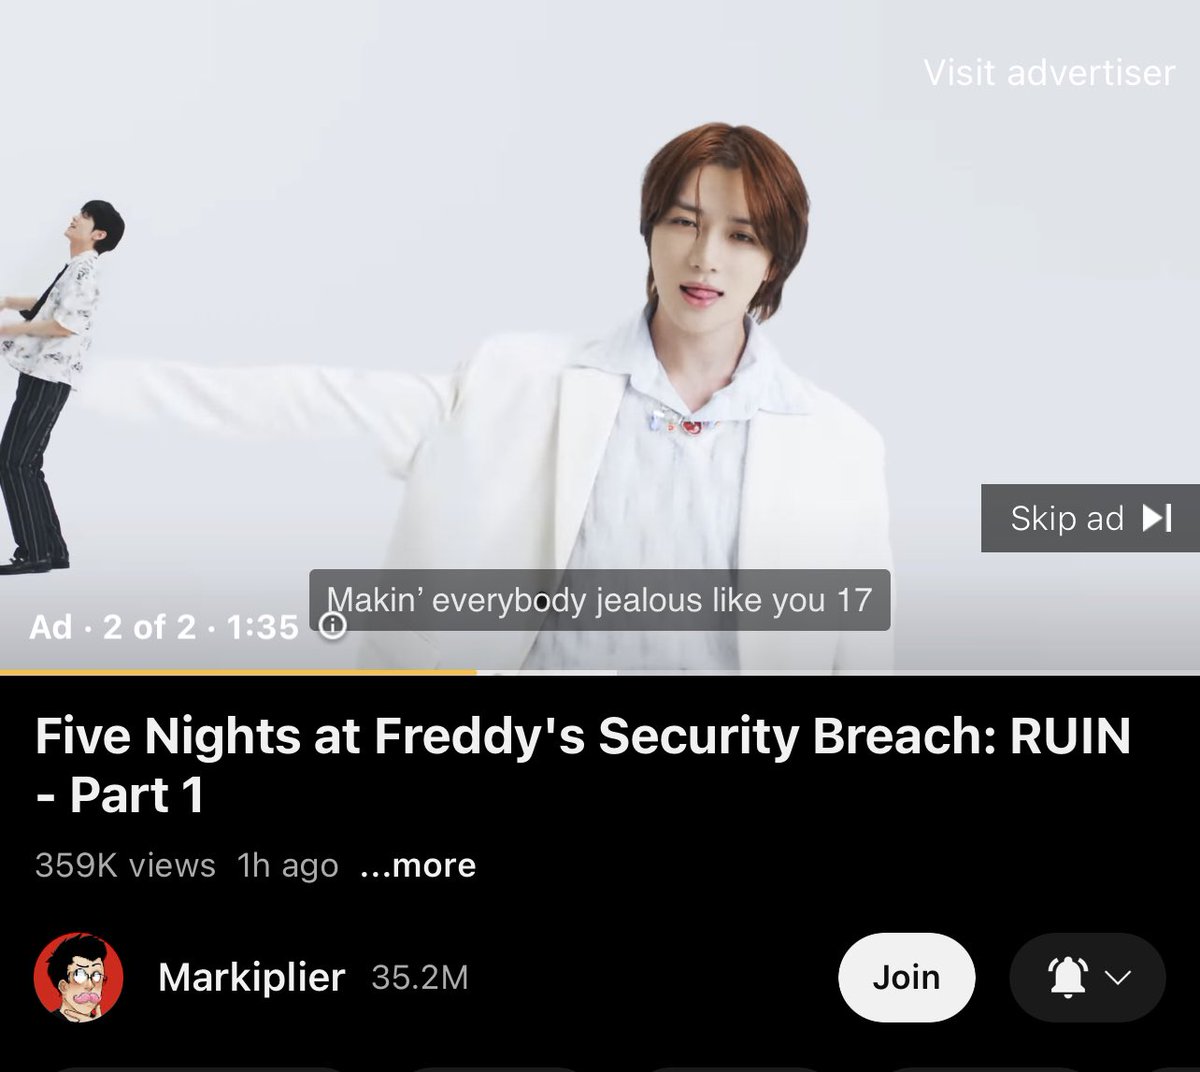 Visit advertiser
Skip ad
Makin’ everybody jealous like you 17
Ad · 2 of 2 · 1:35
Five Nights at Freddy's Security Breach: RUIN
- Part 1
359K views 1h ago ...more
Markiplier 35.2M
Join